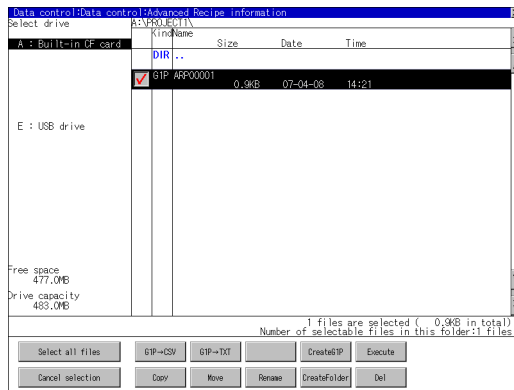 Data control:Data control:Advanced Recipe information
Select drive
A:\PROJECT1\
Kind Name
Size Date Time
A : Built-in CF card
DIR ..
G1P ARP00001
0.9KB 07-04-08 14:21
E : USB drive
Free space
477.0MB
Drive capacity
483.0MB
1 files are selected ( 0.9KB in total)
Number of selectable files in this folder:1 files
Select all files G1P→CSV G1P→TXT CreateG1P Execute
Cancel selection Copy Move Rename CreateFolder Del